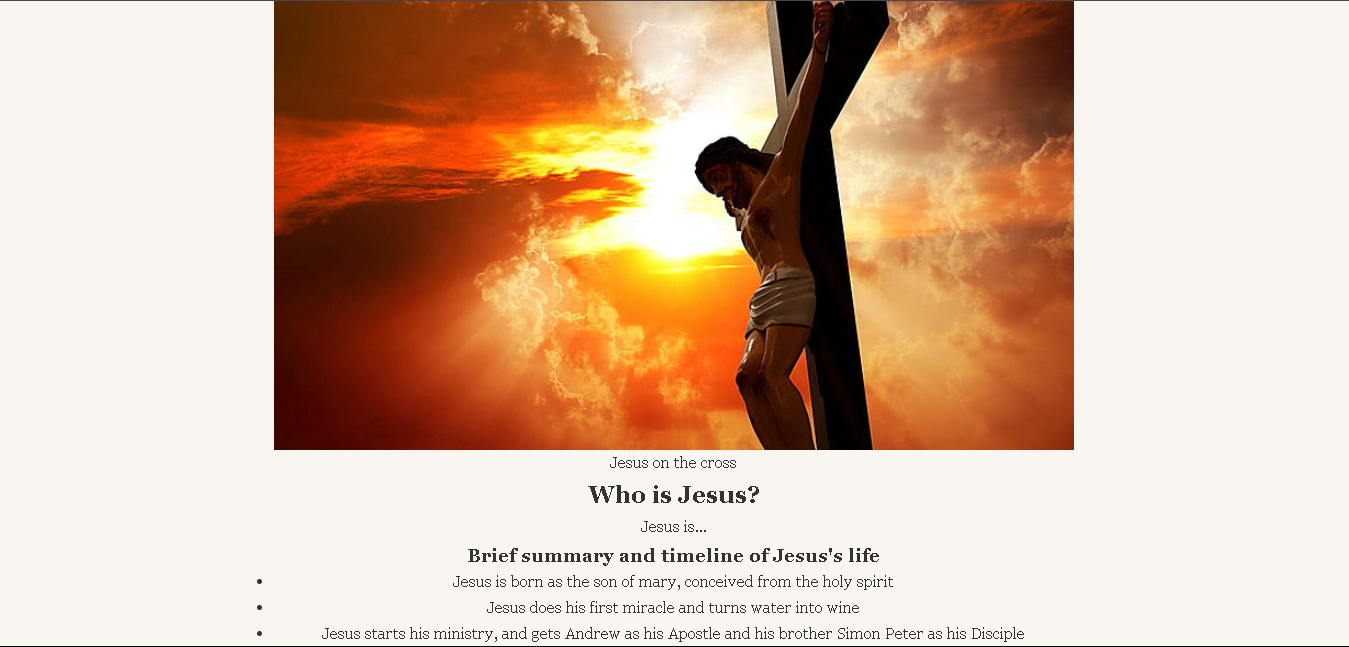 Jesus on the cross
Who is Jesus?
Jesus is...
Brief summary and timeline of Jesus's life
• Jesus is born as the son of mary, conceived from the holy spirit
• Jesus does his first miracle and turns water into wine
• Jesus starts his ministry, and gets Andrew as his Apostle and his brother Simon Peter as his Disciple